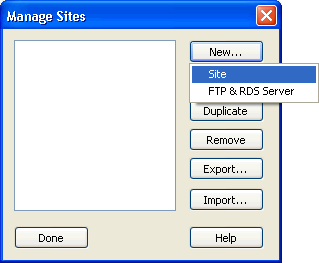 Manage Sites
New...
Site
FTP & RDS Server
Duplicate
Remove
Export...
Import...
Done
Help